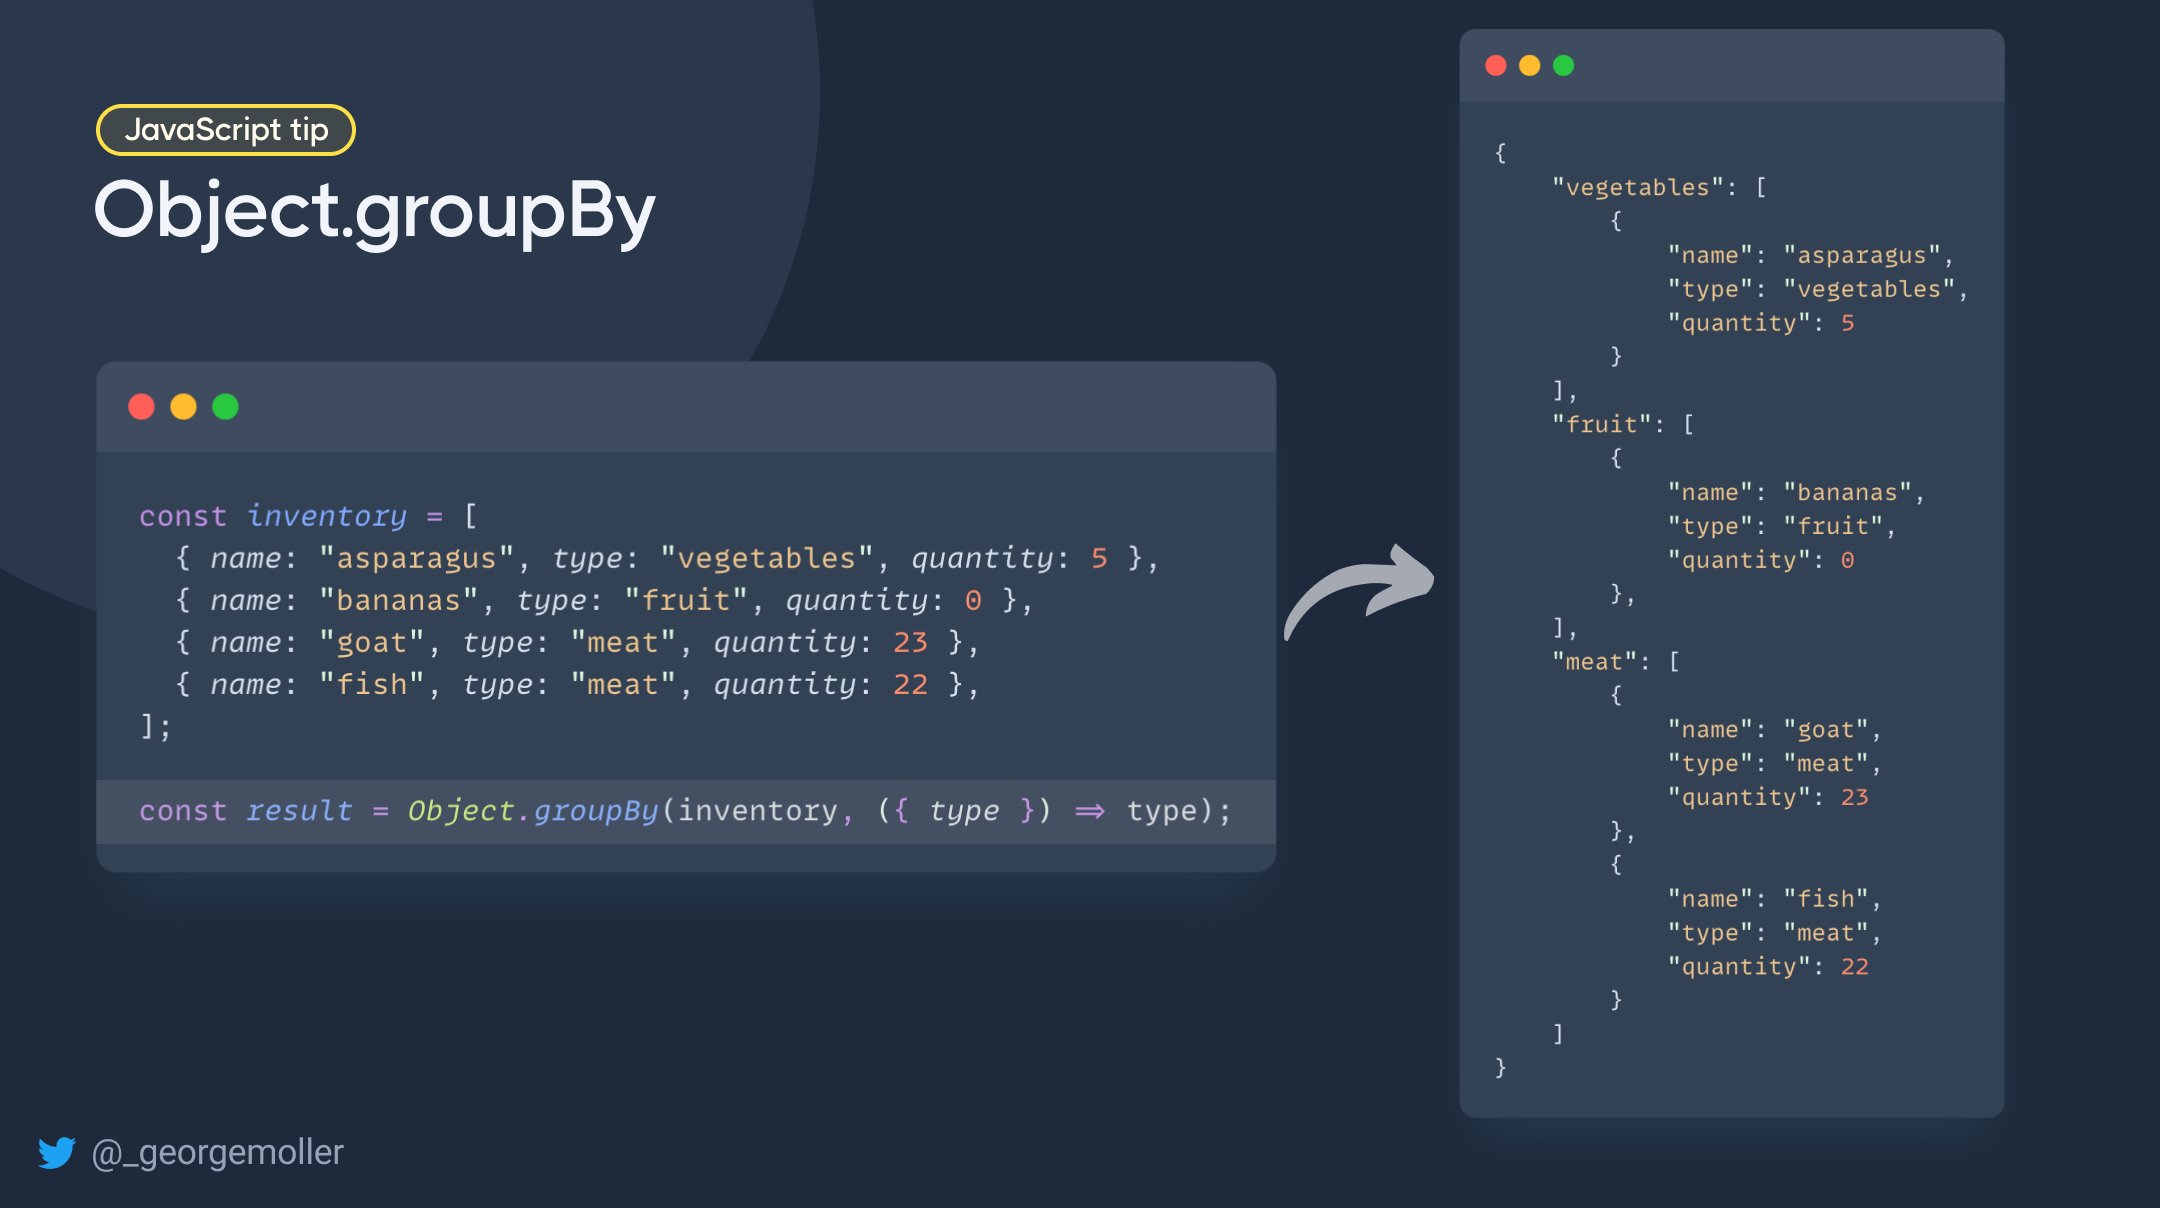 JavaScript tip
Object.groupBy
const inventory = [
  { name: "asparagus", type: "vegetables", quantity: 5 },
  { name: "bananas", type: "fruit", quantity: 0 },
  { name: "goat", type: "meat", quantity: 23 },
  { name: "fish", type: "meat", quantity: 22 },
];
const result = Object.groupBy(inventory, ({ type }) => type);
{
    "vegetables": [
        {
            "name": "asparagus",
            "type": "vegetables",
            "quantity": 5
        }
    ],
    "fruit": [
        {
            "name": "bananas",
            "type": "fruit",
            "quantity": 0
        },
    ],
    "meat": [
        {
            "name": "goat",
            "type": "meat",
            "quantity": 23
        },
        {
            "name": "fish",
            "type": "meat",
            "quantity": 22
        }
    ]
}
@_georgemoller